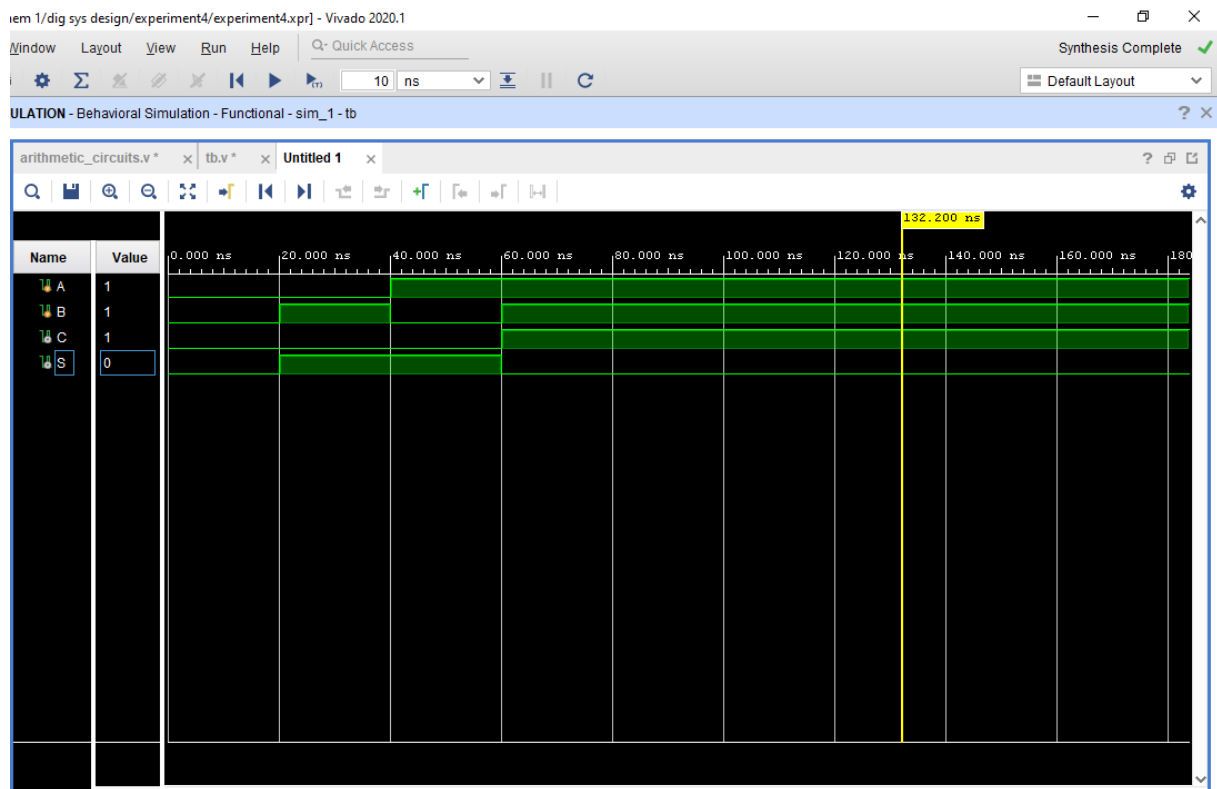 nem 1/dig sys design/experiment4/experiment4.xpr] - Vivado 2020.1
Window Layout View Run Help Q- Quick Access Synthesis Complete
10 ns Default Layout
ULATION - Behavioral Simulation - Functional - sim_1 - tb ?
arithmetic_circuits.v * tb.v * Untitled 1 ?
132.200 ns
Name Value 0.000 ns 20.000 ns 40.000 ns 60.000 ns 80.000 ns 100.000 ns 120.000 ns 140.000 ns 160.000 ns 180
A 1
B 1
C 1
S 0